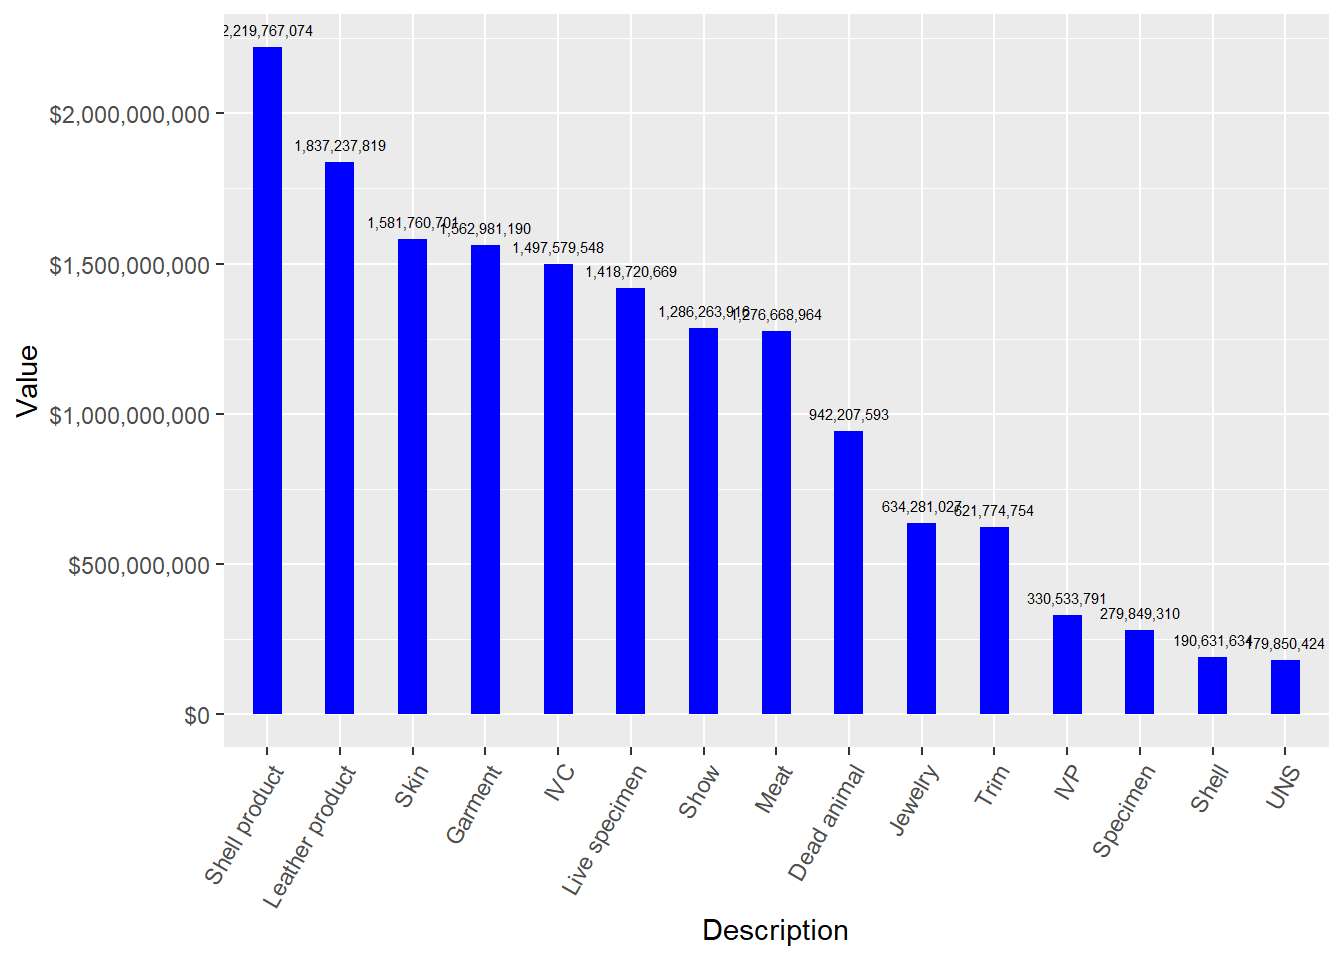 2,219,767,074
1,837,237,819
1,581,760,701
1,562,981,190
1,497,579,548
1,418,720,669
1,276,668,964
942,207,593
634,281,027
621,774,754
330,533,791
279,849,310
190,631,634
179,850,424
$2,000,000,000
$1,500,000,000
$1,000,000,000
$500,000,000
$0
Value
Shell product
Leather product
Skin
Garment
IVC
Live specimen
Show
Meat
Dead animal
Jewelry
Trim
IVP
Specimen
Shell
UNS
Description